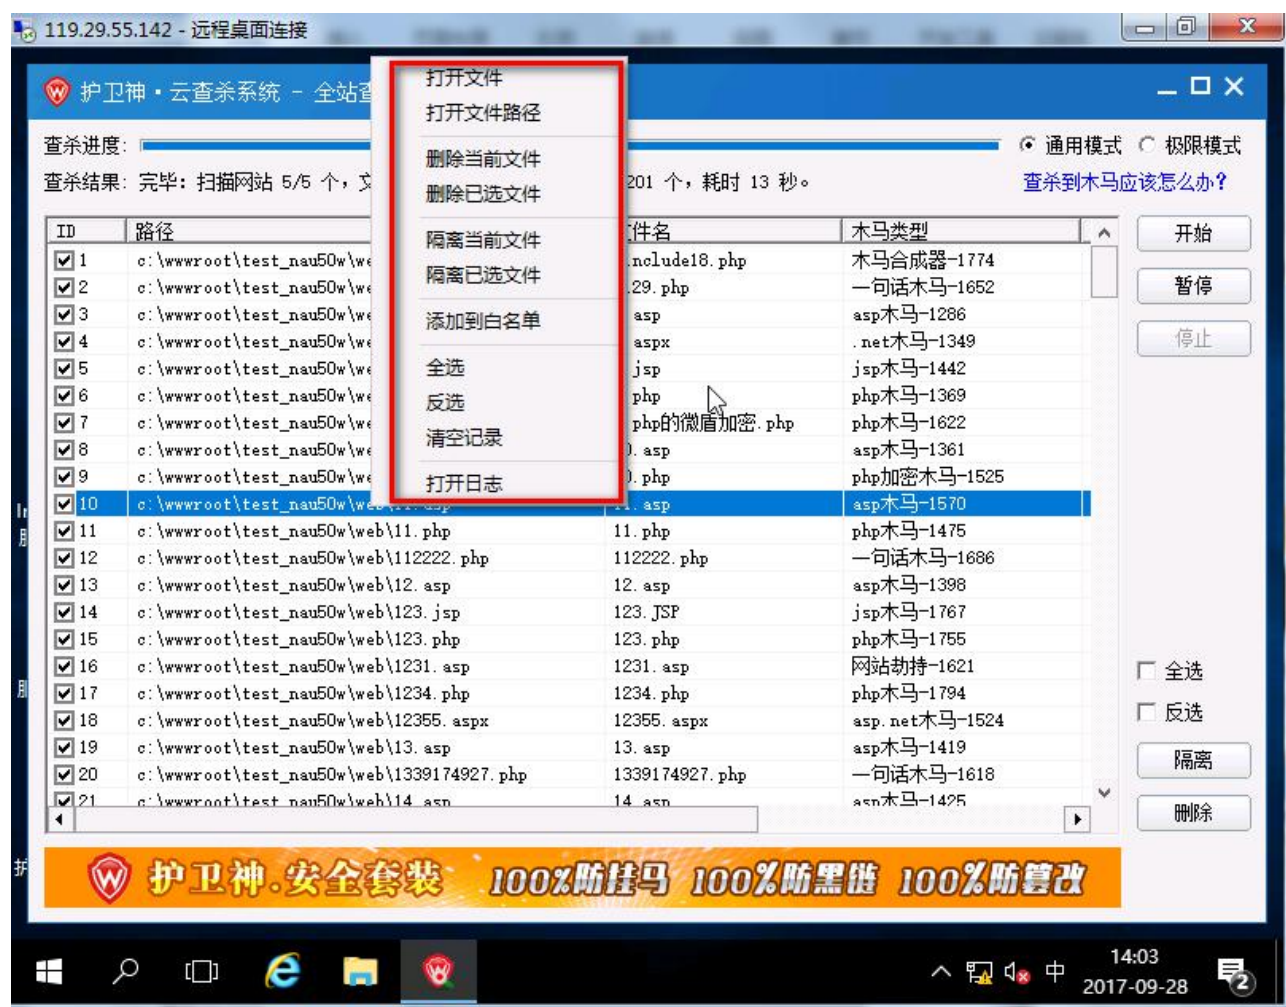 119.29.55.142 - 远程桌面连接
护卫神·云查杀系统 - 全站查
打开文件
打开文件路径
删除当前文件
删除已选文件
隔离当前文件
隔离已选文件
添加到白名单
全选
反选
清空记录
打开日志
查杀进度:
通用模式 极限模式
查杀结果: 完毕: 扫描网站 5/5 个, 201 个, 耗时 13 秒。 查杀到木马应该怎么办?
ID 路径 件名 木马类型
1 c:\wwwroot\test_nau50w\we nclude18.php 木马合成器-1774
2 c:\wwwroot\test_nau50w\we 29.php 一句话木马-1652
3 c:\wwwroot\test_nau50w\we asp asp木马-1286
4 c:\wwwroot\test_nau50w\we aspx .net木马-1349
5 c:\wwwroot\test_nau50w\we jsp jsp木马-1442
6 c:\wwwroot\test_nau50w\we php php木马-1369
7 c:\wwwroot\test_nau50w\we php的微盾加密.php php木马-1622
8 c:\wwwroot\test_nau50w\we .asp asp木马-1361
9 c:\wwwroot\test_nau50w\we .php php加密木马-1525
10 c:\wwwroot\test_nau50w\web\11.asp 11.asp asp木马-1570
11 c:\wwwroot\test_nau50w\web\11.php 11.php php木马-1475
12 c:\wwwroot\test_nau50w\web\112222.php 112222.php 一句话木马-1686
13 c:\wwwroot\test_nau50w\web\12.asp 12.asp asp木马-1398
14 c:\wwwroot\test_nau50w\web\123.jsp 123.JSP jsp木马-1767
15 c:\wwwroot\test_nau50w\web\123.php 123.php php木马-1755
16 c:\wwwroot\test_nau50w\web\1231.asp 1231.asp 网站劫持-1621
17 c:\wwwroot\test_nau50w\web\1234.php 1234.php php木马-1794
18 c:\wwwroot\test_nau50w\web\12355.aspx 12355.aspx asp.net木马-1524
19 c:\wwwroot\test_nau50w\web\13.asp 13.asp asp木马-1419
20 c:\wwwroot\test_nau50w\web\1339174927.php 1339174927.php 一句话木马-1618
21 c:\wwwroot\test_nau50w\web\14.asp 14.asp asp木马-1425
开始
暂停
停止
全选
反选
隔离
删除
护卫神.安全套装 100%防挂马 100%防黑链 100%防篡改
中
14:03
2017-09-28
2